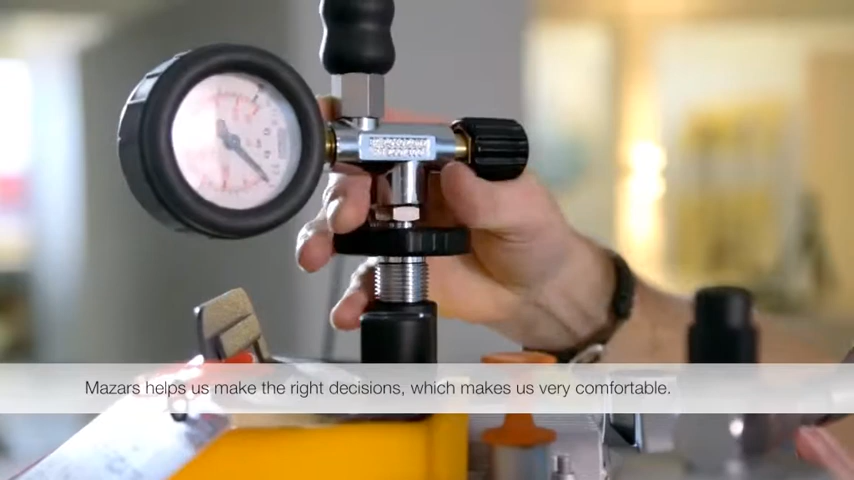 Mazars helps us make the right decisions, which makes us very comfortable.